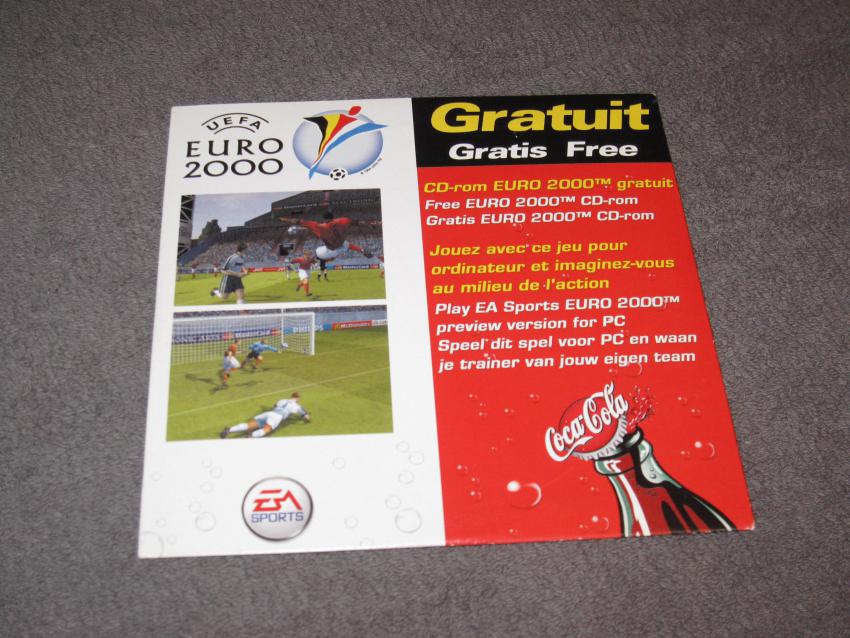 UEFA
EURO
2000
Gratuit
Gratis Free
CD-rom EURO 2000™ gratuit
Free EURO 2000™ CD-rom
Gratis EURO 2000™ CD-rom
Jouez avec ce jeu pour
ordinateur et imaginez-vous
au milieu de l'action
Play EA Sports EURO 2000™
preview version for PC
Speel dit spel voor PC en waan
je trainer van jouw eigen team
MasterCard
PHILIPS
McDonald's
Coca-Cola
EA
SPORTS